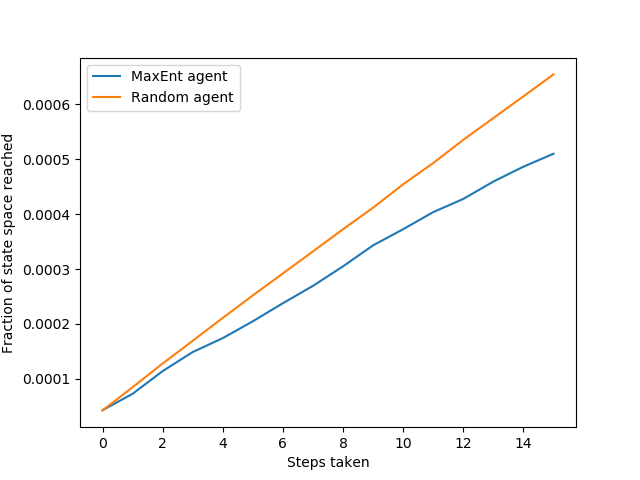 MaxEnt agent
Random agent
0.0006
0.0005
0.0004
0.0003
0.0002
0.0001
Fraction of state space reached
0 2 4 6 8 10 12 14
Steps taken